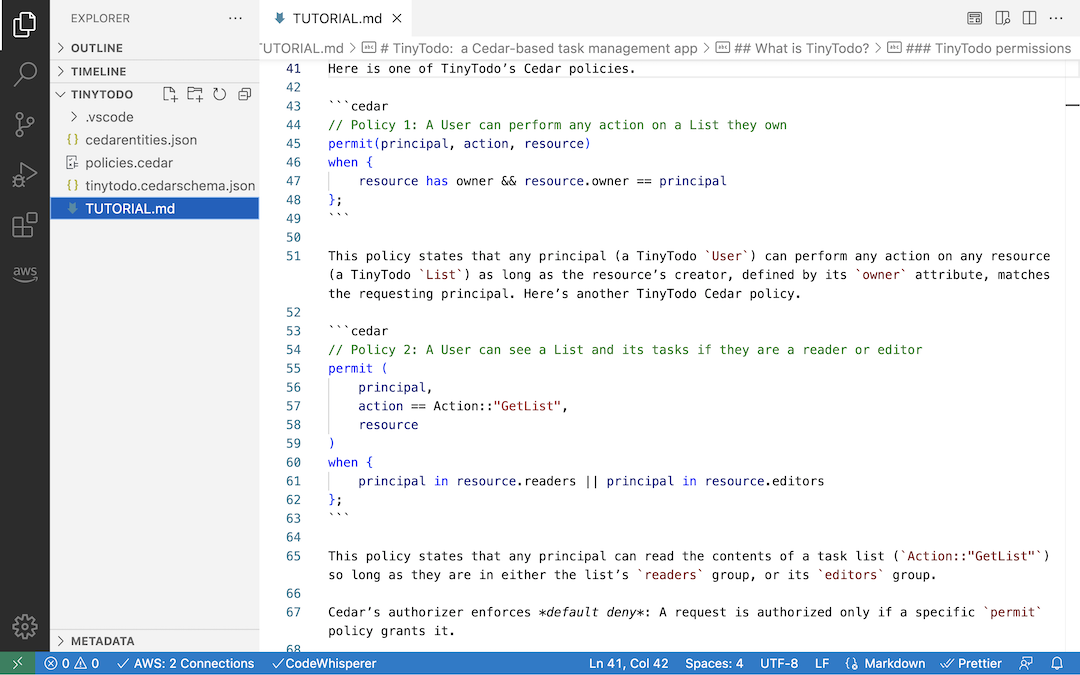 EXPLORER
OUTLINE
TIMELINE
TINYTODO
.vscode
{} cedarentities.json
policies.cedar
{} tinytodo.cedarschema.json
TUTORIAL.md
METADATA
aws
TUTORIAL.md
TUTORIAL.md > # TinyTodo: a Cedar-based task management app > ## What is TinyTodo? > ### TinyTodo permissions
41 Here is one of TinyTodo’s Cedar policies.
42
43 ```cedar
44 // Policy 1: A User can perform any action on a List they own
45 permit(principal, action, resource)
46 when {
47     resource has owner && resource.owner == principal
48 };
49 ```
50
51 This policy states that any principal (a TinyTodo `User`) can perform any action on any resource
(a TinyTodo `List`) as long as the resource’s creator, defined by its `owner` attribute, matches
the requesting principal. Here’s another TinyTodo Cedar policy.
52
53 ```cedar
54 // Policy 2: A User can see a List and its tasks if they are a reader or editor
55 permit (
56     principal,
57     action == Action::"GetList",
58     resource
59 )
60 when {
61     principal in resource.readers || principal in resource.editors
62 };
63 ```
64
65 This policy states that any principal can read the contents of a task list (`Action::"GetList"`)
so long as they are in either the list’s `readers` group, or its `editors` group.
66
67 Cedar’s authorizer enforces *default deny*: A request is authorized only if a specific `permit`
policy grants it.
68
0 0 AWS: 2 Connections CodeWhisperer Ln 41, Col 42 Spaces: 4 UTF-8 LF Markdown Prettier